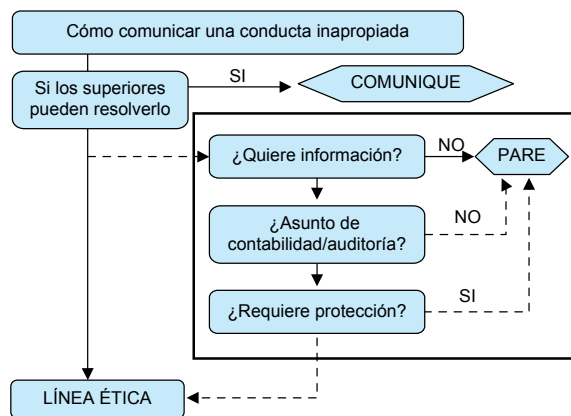 Cómo comunicar una conducta inapropiada
Si los superiores
pueden resolverlo
SI
COMUNIQUE
¿Quiere información?
NO
PARE
¿Asunto de
contabilidad/auditoría?
NO
¿Requiere protección?
SI
LÍNEA ÉTICA